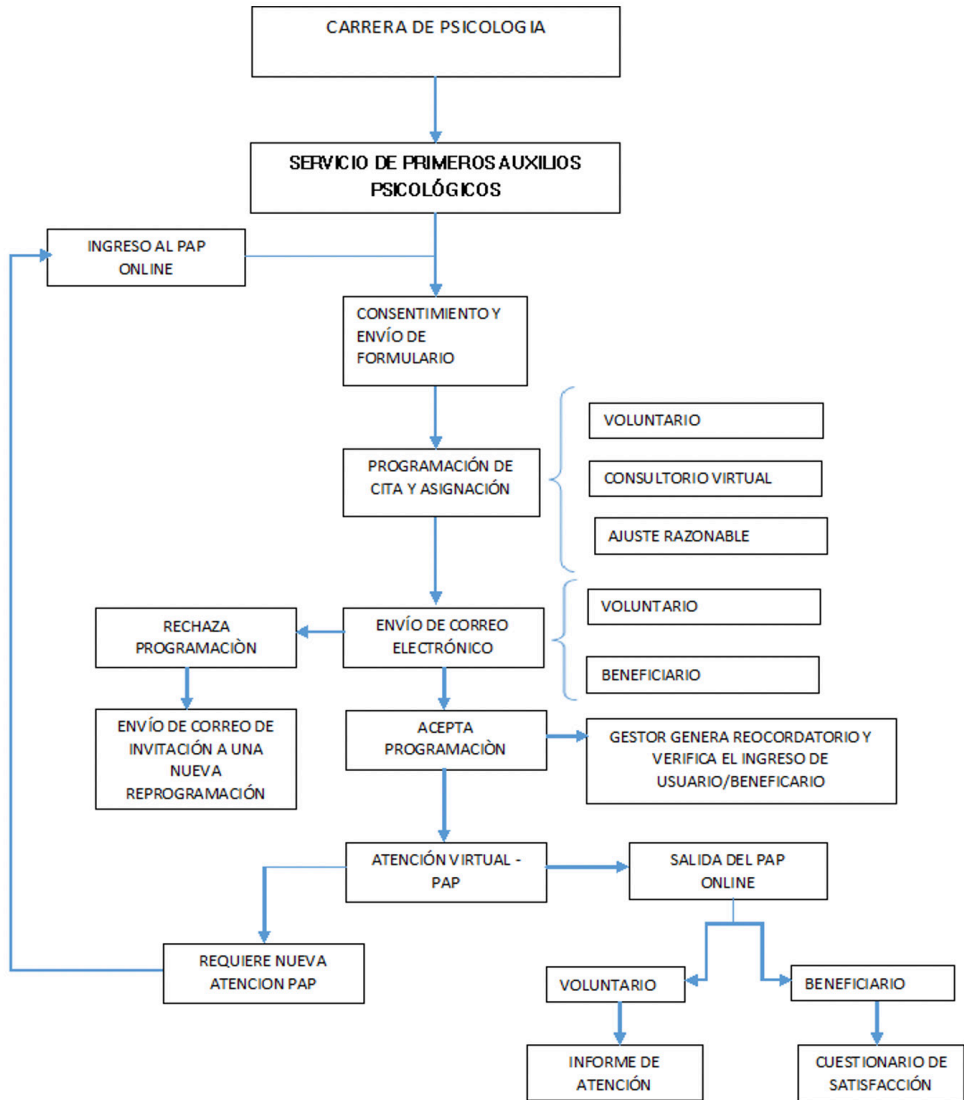 CARRERA DE PSICOLOGIA
SERVICIO DE PRIMEROS AUXILIOS
PSICOLÓGICOS
INGRESO AL PAP
ONLINE
CONSENTIMIENTO Y
ENVÍO DE
FORMULARIO
PROGRAMACIÓN DE
CITA Y ASIGNACIÓN
VOLUNTARIO
CONSULTORIO VIRTUAL
AJUSTE RAZONABLE
RECHAZA
PROGRAMACIÒN
ENVÍO DE CORREO
ELECTRÓNICO
VOLUNTARIO
BENEFICIARIO
ENVÍO DE CORREO DE
INVITACIÓN A UNA
NUEVA
REPROGRAMACIÓN
ACEPTA
PROGRAMACIÒN
GESTOR GENERA REOCORDATORIO Y
VERIFICA EL INGRESO DE
USUARIO/BENEFICARIO
ATENCIÓN VIRTUAL -
PAP
SALIDA DEL PAP
ONLINE
REQUIERE NUEVA
ATENCION PAP
VOLUNTARIO
BENEFICIARIO
INFORME DE
ATENCIÓN
CUESTIONARIO DE
SATISFACCIÓN